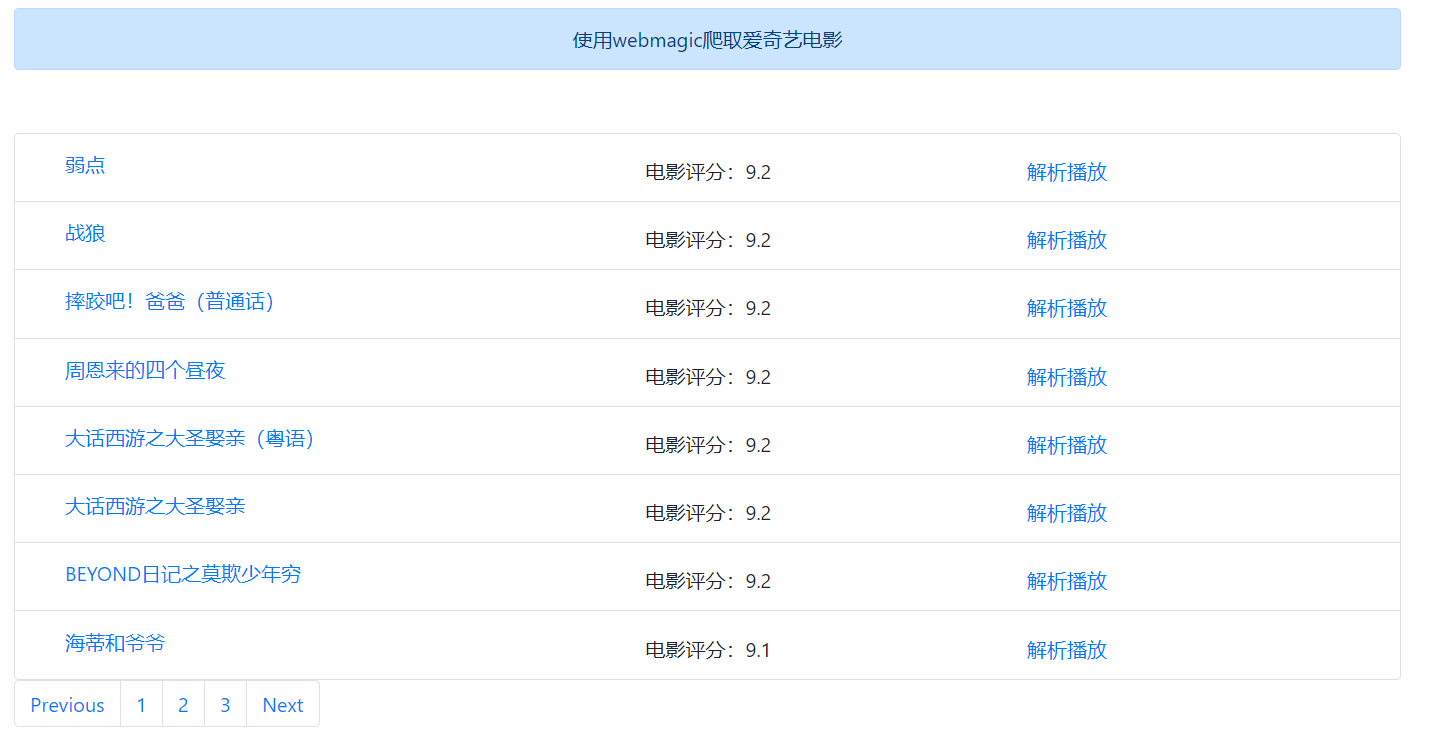 使用webmagic爬取爱奇艺电影
弱点 电影评分：9.2 解析播放
战狼 电影评分：9.2 解析播放
摔跤吧！爸爸（普通话） 电影评分：9.2 解析播放
周恩来的四个昼夜 电影评分：9.2 解析播放
大话西游之大圣娶亲（粤语） 电影评分：9.2 解析播放
大话西游之大圣娶亲 电影评分：9.2 解析播放
BEYOND日记之莫欺少年穷 电影评分：9.2 解析播放
海蒂和爷爷 电影评分：9.1 解析播放
Previous 1 2 3 Next